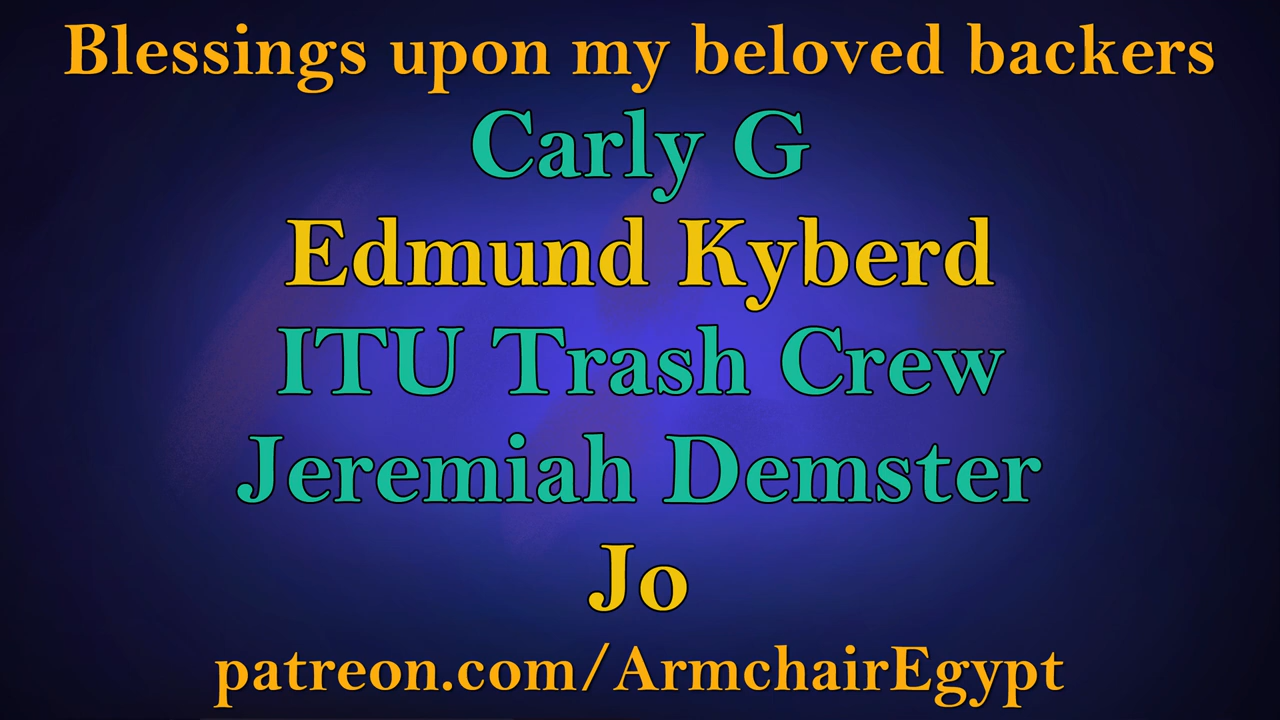 Blessings upon my beloved backers
Carly G
Edmund Kyberd
ITU Trash Crew
Jeremiah Demster
Jo
patreon.com/ArmchairEgypt